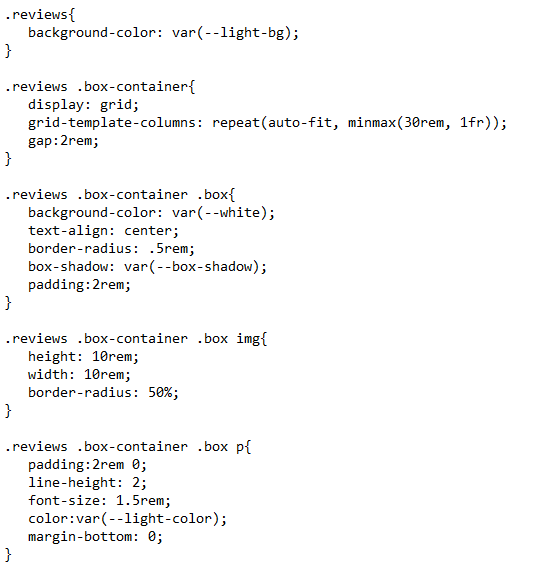 .reviews{
   background-color: var(--light-bg);
}

.reviews .box-container{
   display: grid;
   grid-template-columns: repeat(auto-fit, minmax(30rem, 1fr));
   gap:2rem;
}

.reviews .box-container .box{
   background-color: var(--white);
   text-align: center;
   border-radius: .5rem;
   box-shadow: var(--box-shadow);
   padding:2rem;
}

.reviews .box-container .box img{
   height: 10rem;
   width: 10rem;
   border-radius: 50%;
}

.reviews .box-container .box p{
   padding:2rem 0;
   line-height: 2;
   font-size: 1.5rem;
   color:var(--light-color);
   margin-bottom: 0;
}